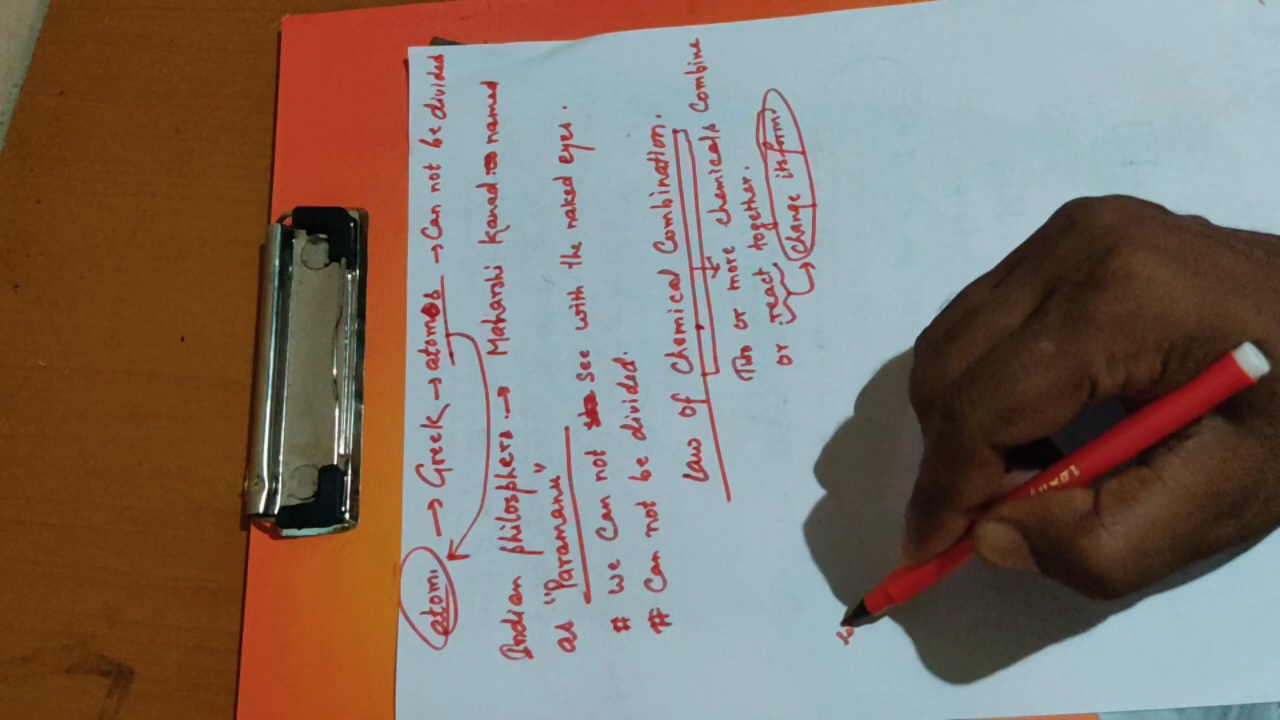 atom. → Greek → atomos → Can not be divided
Indian philosphers → Maharshi Kanad named
as "Paramanu"
# we Can not see with the naked eyes.
# Can not be divided.
Law of Chemical Combination.
Two or more chemicals Combine
or react together.
Change its form